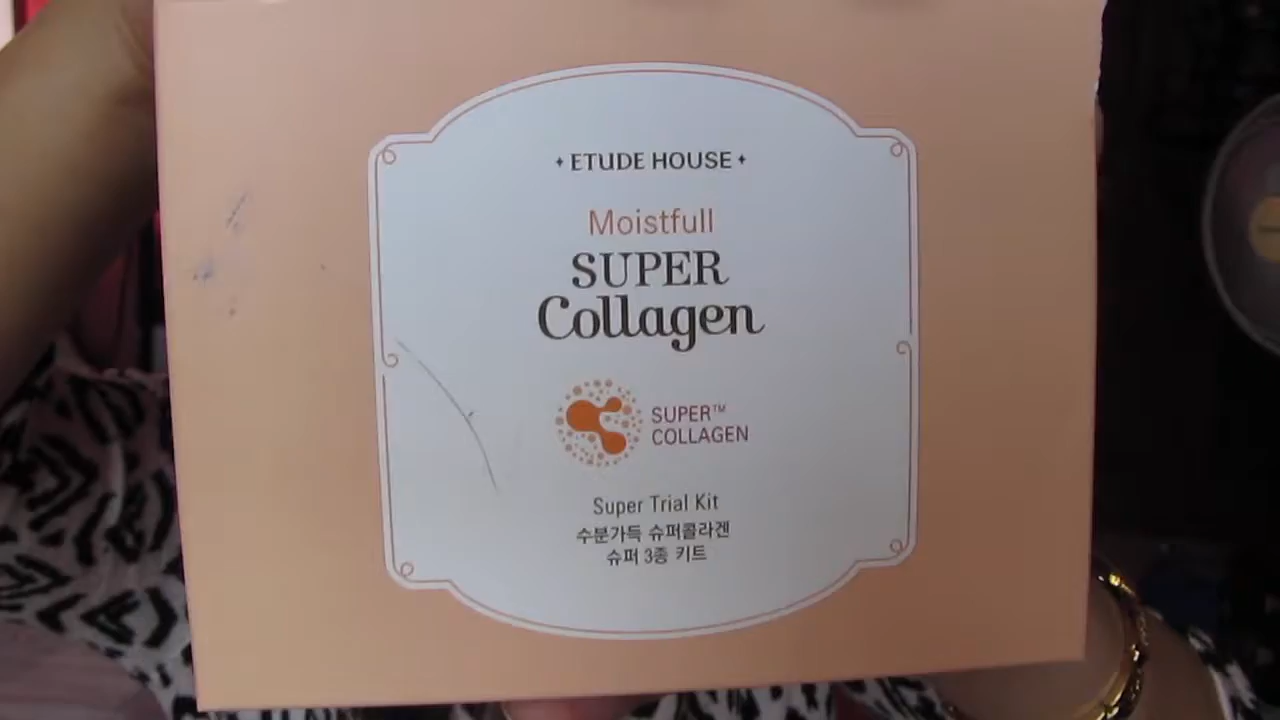 ETUDE HOUSE
Moistfull
SUPER
Collagen
SUPER™
COLLAGEN
Super Trial Kit
수분가득 슈퍼콜라겐
슈퍼 3종 키트